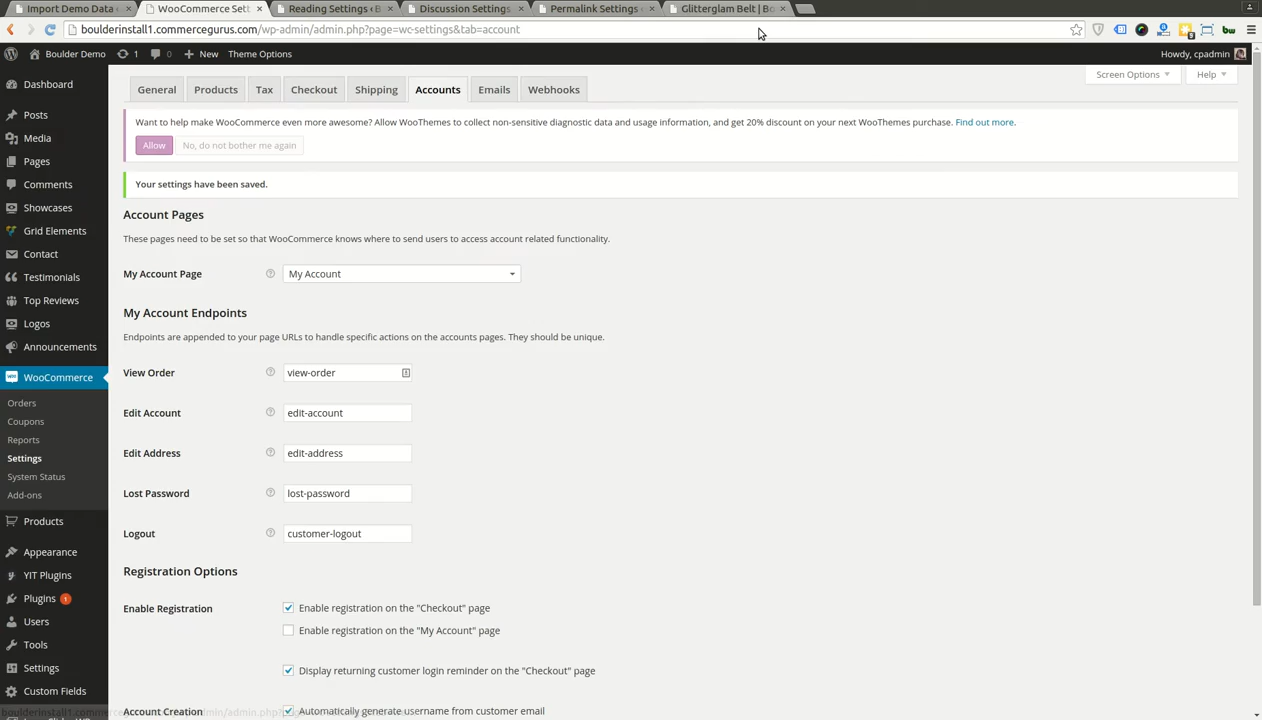 Import Demo Data ‹
WooCommerce Set
Reading Settings ‹ B
Discussion Settings
Permalink Settings ‹
Glitterglam Belt | Bo
boulderinstall1.commercegurus.com/wp-admin/admin.php?page=wc-settings&tab=account
Boulder Demo
1
0
New
Theme Options
Howdy, cpadmin
Dashboard
Posts
Media
Pages
Comments
Showcases
Grid Elements
Contact
Testimonials
Top Reviews
Logos
Announcements
WooCommerce
Orders
Coupons
Reports
Settings
System Status
Add-ons
Products
Appearance
YIT Plugins
Plugins 1
Users
Tools
Settings
Custom Fields
Screen Options
Help
General
Products
Tax
Checkout
Shipping
Accounts
Emails
Webhooks
Want to help make WooCommerce even more awesome? Allow WooThemes to collect non-sensitive diagnostic data and usage information, and get 20% discount on your next WooThemes purchase. Find out more.
Allow
No, do not bother me again
Your settings have been saved.
Account Pages
These pages need to be set so that WooCommerce knows where to send users to access account related functionality.
My Account Page
My Account
My Account Endpoints
Endpoints are appended to your page URLs to handle specific actions on the accounts pages. They should be unique.
View Order
view-order
Edit Account
edit-account
Edit Address
edit-address
Lost Password
lost-password
Logout
customer-logout
Registration Options
Enable Registration
Enable registration on the "Checkout" page
Enable registration on the "My Account" page
Display returning customer login reminder on the "Checkout" page
Account Creation
Automatically generate username from customer email